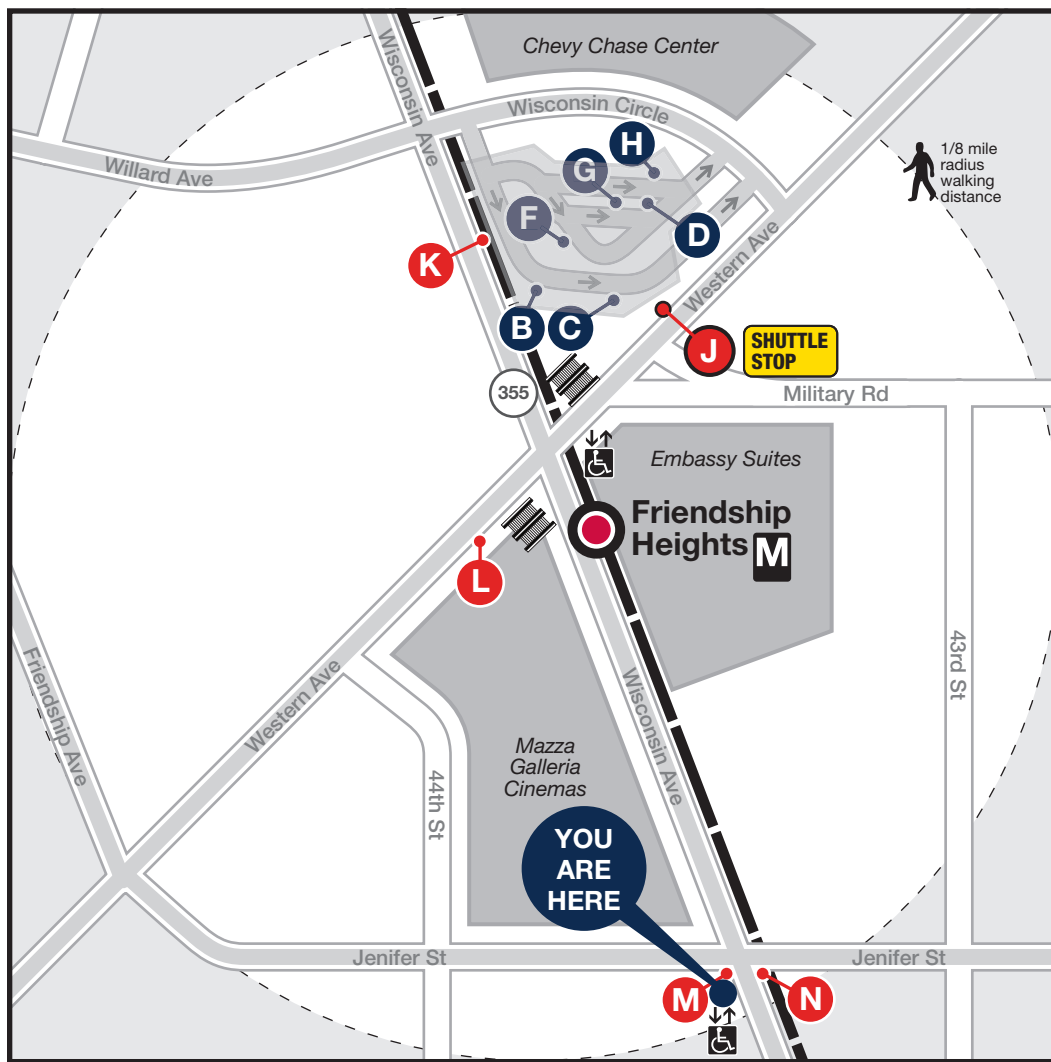 Chevy Chase Center
Wisconsin Ave
Wisconsin Circle
Willard Ave
1/8 mile
radius
walking
distance
H
G
F
D
K
B
C
Western Ave
J
SHUTTLE
STOP
355
Military Rd
Embassy Suites
Friendship
Heights M
L
43rd St
Friendship Ave
Western Ave
Wisconsin Ave
44th St
Mazza
Galleria
Cinemas
YOU
ARE
HERE
Jenifer St
Jenifer St
M
N